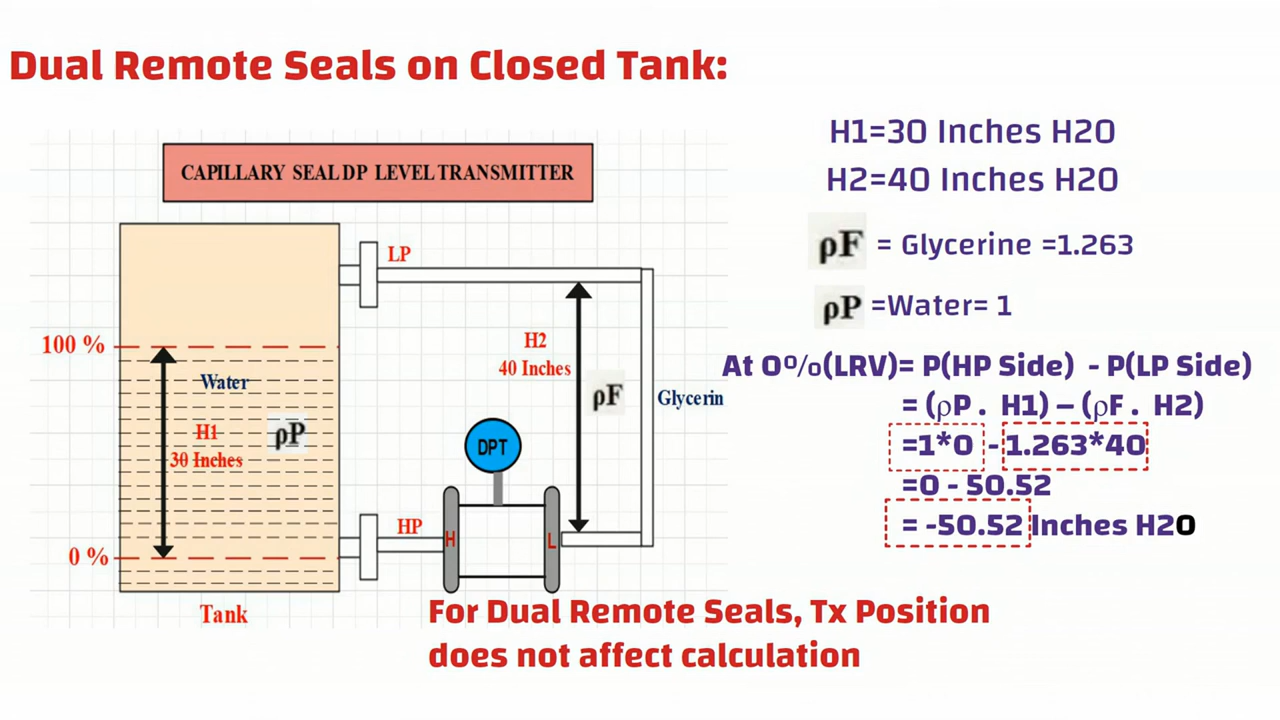 Dual Remote Seals on Closed Tank:
CAPILLARY SEAL DP LEVEL TRANSMITTER
LP
100 %
Water
H1
30 Inches
ρP
H2
40 Inches
ρF
Glycerin
DPT
HP
H
L
0 %
Tank
H1=30 Inches H2O
H2=40 Inches H2O
ρF = Glycerine =1.263
ρP =Water= 1
At 0%(LRV)= P(HP Side) - P(LP Side)
= (ρP . H1) – (ρF . H2)
=1*0 - 1.263*40
=0 - 50.52
= -50.52 Inches H2O
For Dual Remote Seals, Tx Position
does not affect calculation